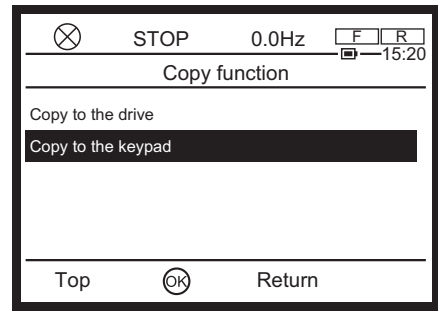 STOP 0.0Hz F R
15:20
Copy function
Copy to the drive
Copy to the keypad
Top OK Return